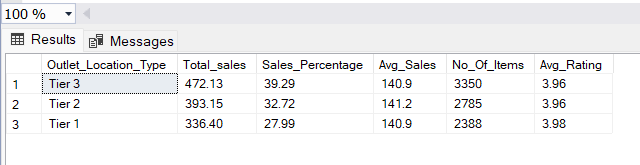 100 %
Results Messages
Outlet_Location_Type Total_sales Sales_Percentage Avg_Sales No_Of_Items Avg_Rating
1 Tier 3 472.13 39.29 140.9 3350 3.96
2 Tier 2 393.15 32.72 141.2 2785 3.96
3 Tier 1 336.40 27.99 140.9 2388 3.98